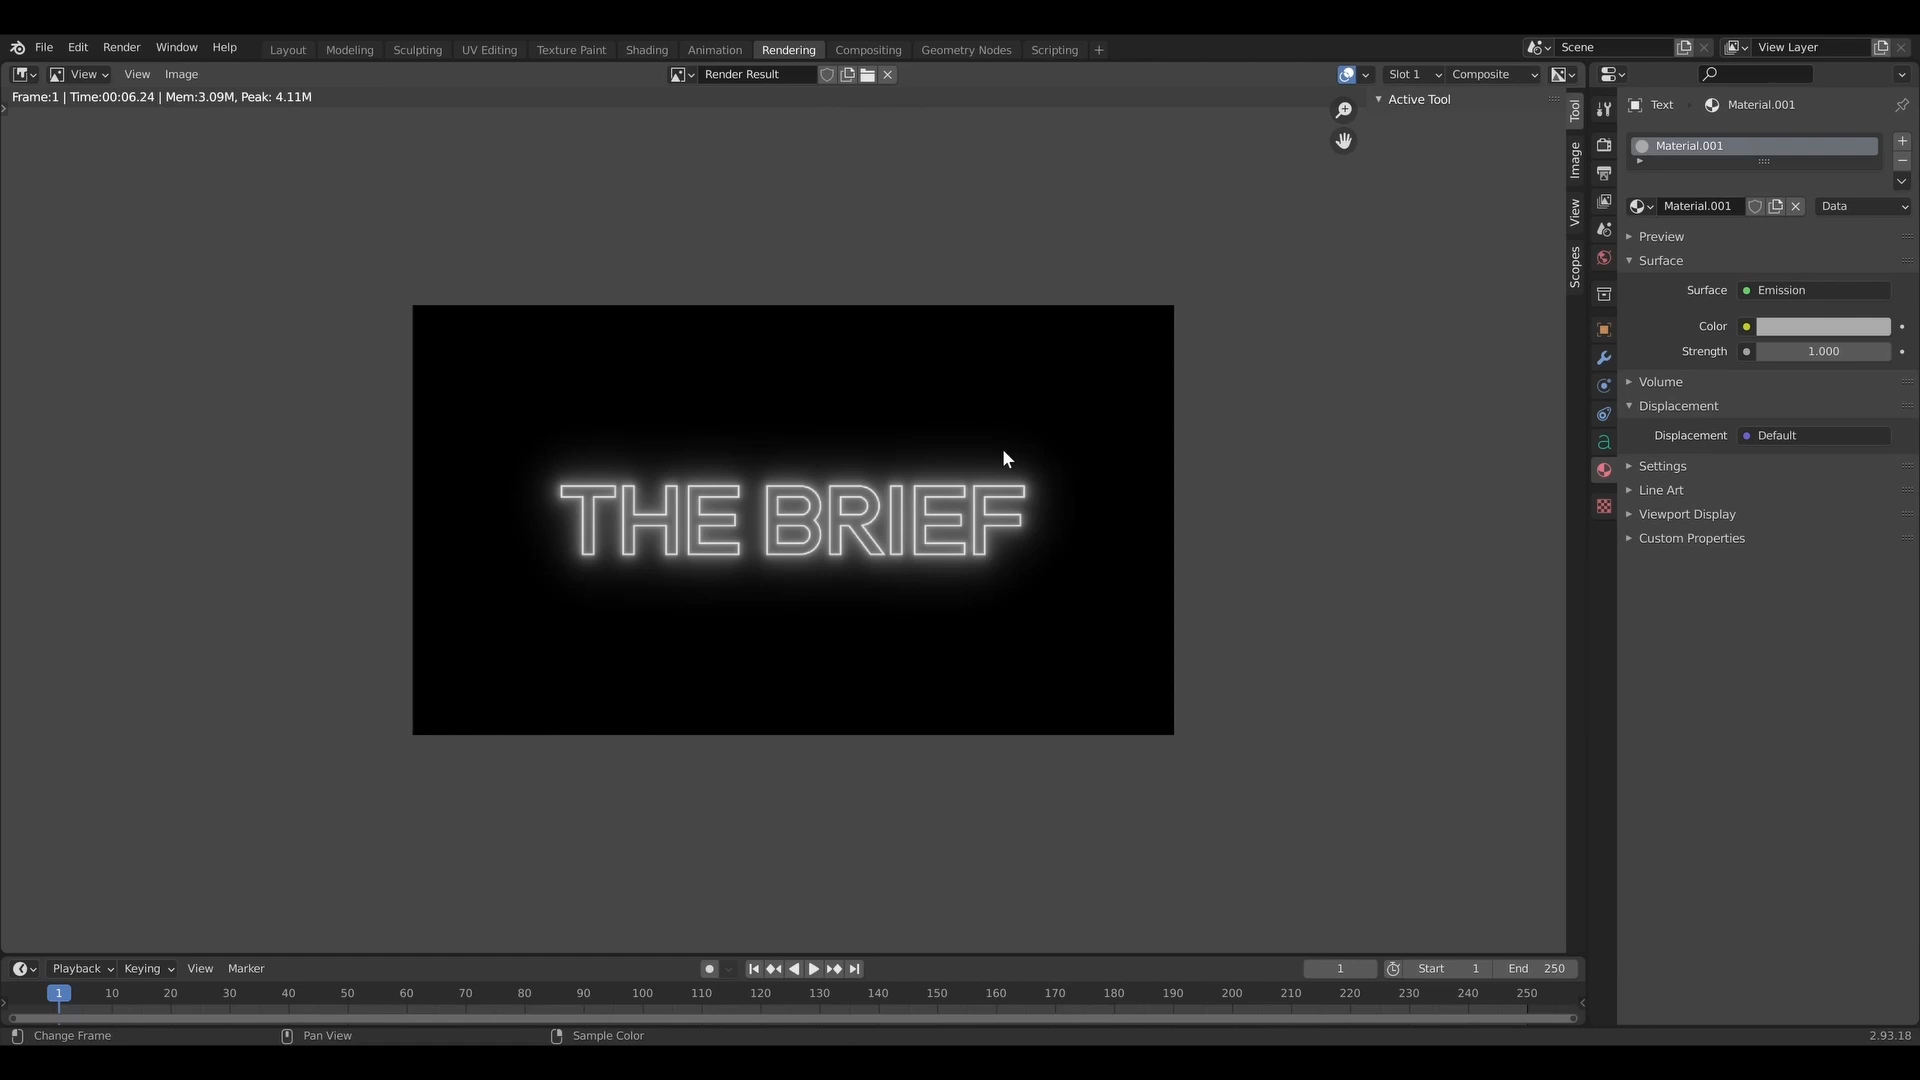 File Edit Render Window Help Layout Modeling Sculpting UV Editing Texture Paint Shading Animation Rendering Compositing Geometry Nodes Scripting + Scene View Layer
View View Image Render Result Slot 1 Composite
Frame:1 | Time:00:06.24 | Mem:3.09M, Peak: 4.11M
Active Tool
Tool
Image
View
Scopes
THE BRIEF
Text Material.001
Material.001
Material.001 Data
Preview
Surface
Surface Emission
Color
Strength 1.000
Volume
Displacement
Displacement Default
Settings
Line Art
Viewport Display
Custom Properties
Playback Keying View Marker 1 Start 1 End 250
1 10 20 30 40 50 60 70 80 90 100 110 120 130 140 150 160 170 180 190 200 210 220 230 240 250
Change Frame Pan View Sample Color 2.93.18